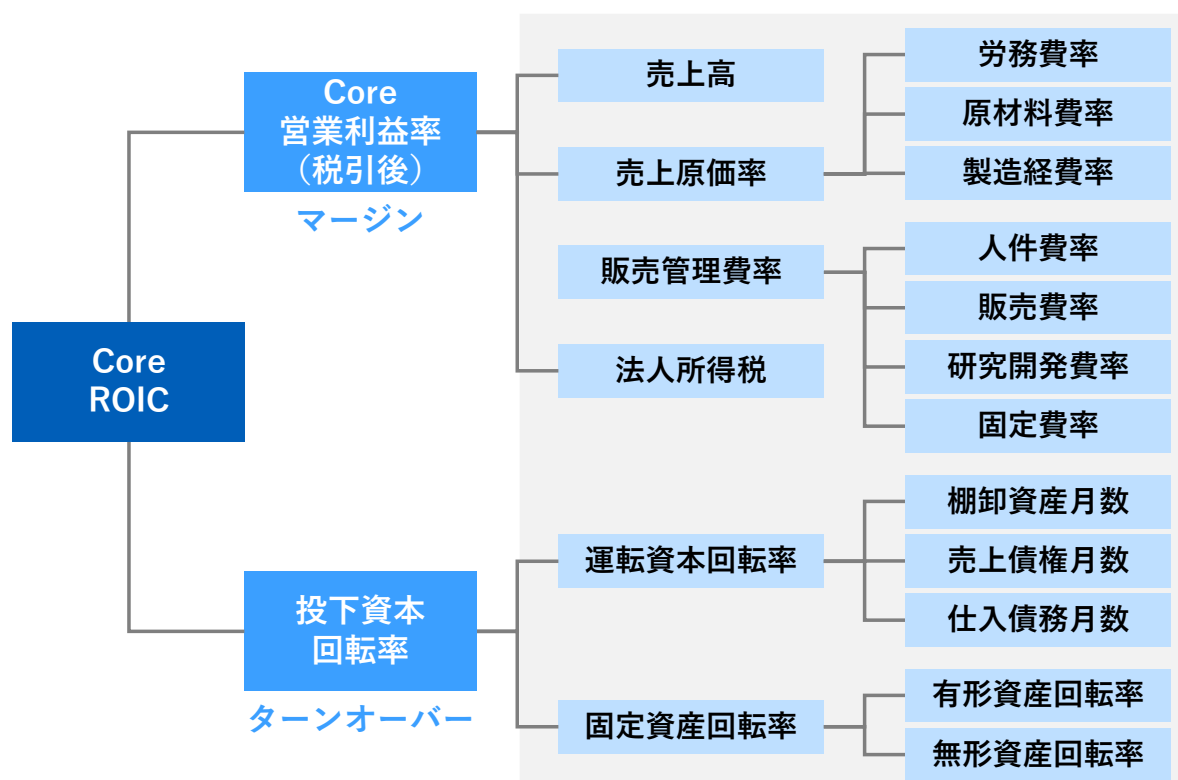 Core
ROIC
Core
営業利益率
（税引後）
マージン
売上高
売上原価率
労務費率
原材料費率
製造経費率
販売管理費率
人件費率
販売費率
研究開発費率
固定費率
法人所得税
投下資本
回転率
ターンオーバー
運転資本回転率
棚卸資産月数
売上債権月数
仕入債務月数
固定資産回転率
有形資産回転率
無形資産回転率